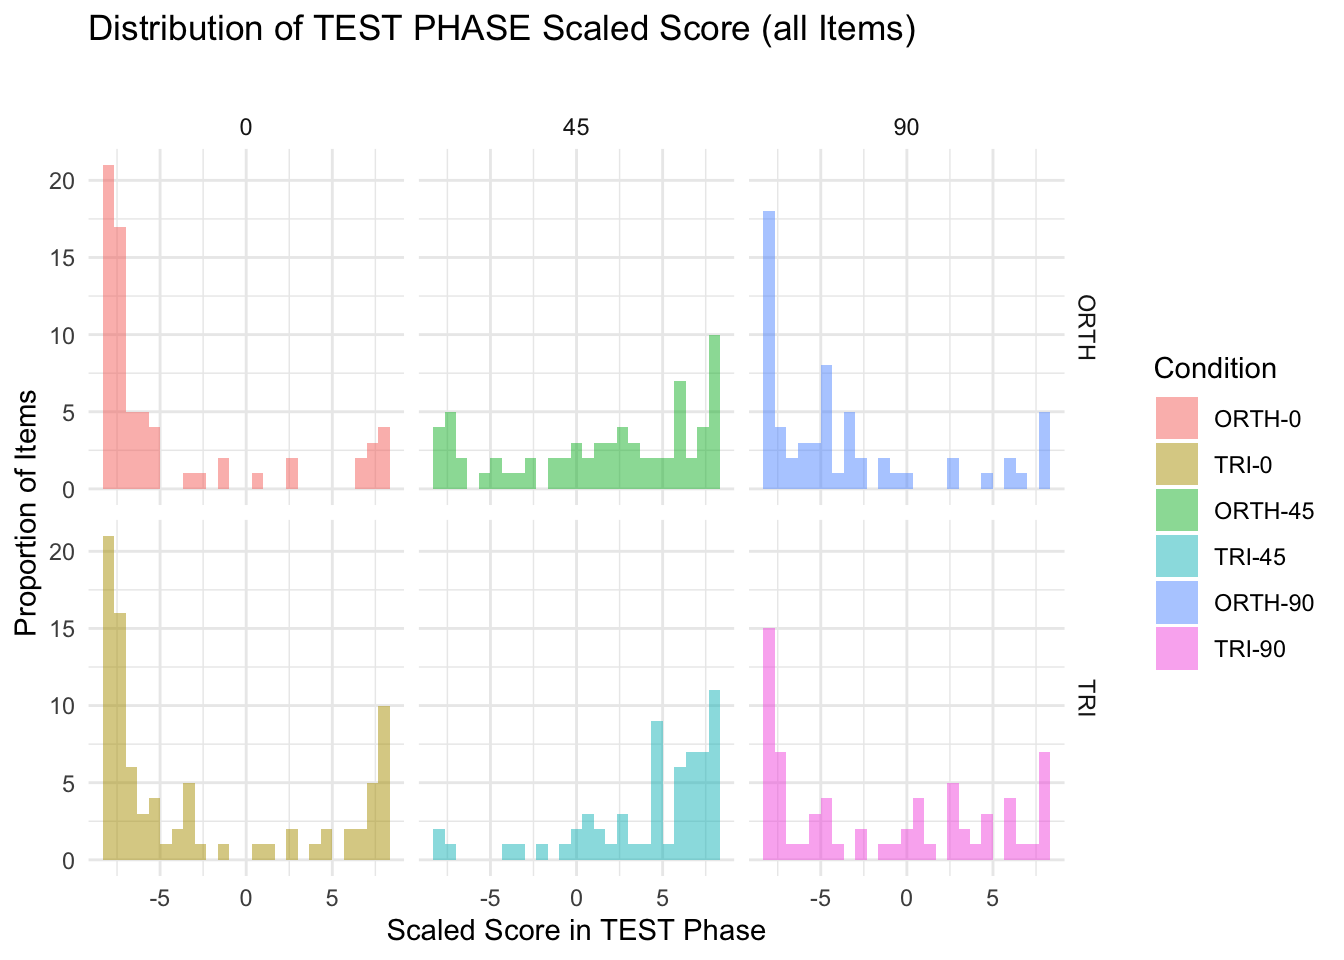 Distribution of TEST PHASE Scaled Score (all Items)
0 45 90
20
15
10
5
0
ORTH
20
15
10
5
0
TRI
-5 0 5 -5 0 5 -5 0 5
Scaled Score in TEST Phase
Proportion of Items
Condition
ORTH-0
TRI-0
ORTH-45
TRI-45
ORTH-90
TRI-90